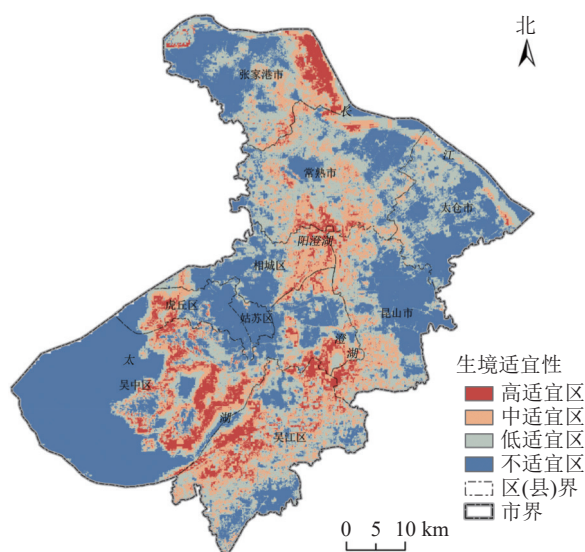 北
张家港市
长
江
常熟市
太仓市
阳澄湖
相城区
虎丘区
姑苏区
昆山市
澄
湖
太
吴中区
湖
吴江区
生境适宜性
高适宜区
中适宜区
低适宜区
不适宜区
区(县)界
市界
0 5 10 km